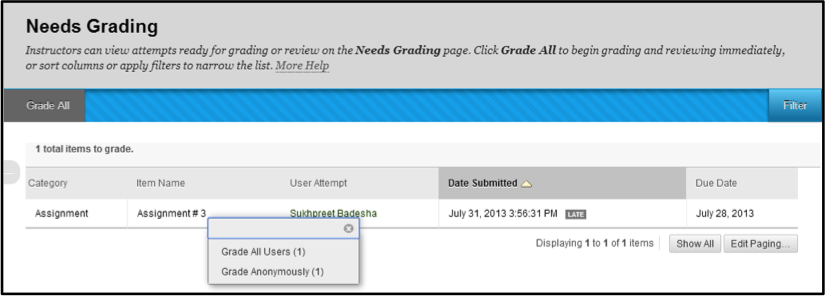 Needs Grading
Instructors can view attempts ready for grading or review on the Needs Grading page. Click Grade All to begin grading and reviewing immediately,
or sort columns or apply filters to narrow the list. More Help
Grade All
Filter
1 total items to grade.
Category Item Name User Attempt Date Submitted Due Date
Assignment Assignment # 3 Sukhpreet Badesha July 31, 2013 3:56:31 PM LATE July 28, 2013
Grade All Users (1)
Grade Anonymously (1)
Displaying 1 to 1 of 1 items Show All Edit Paging...